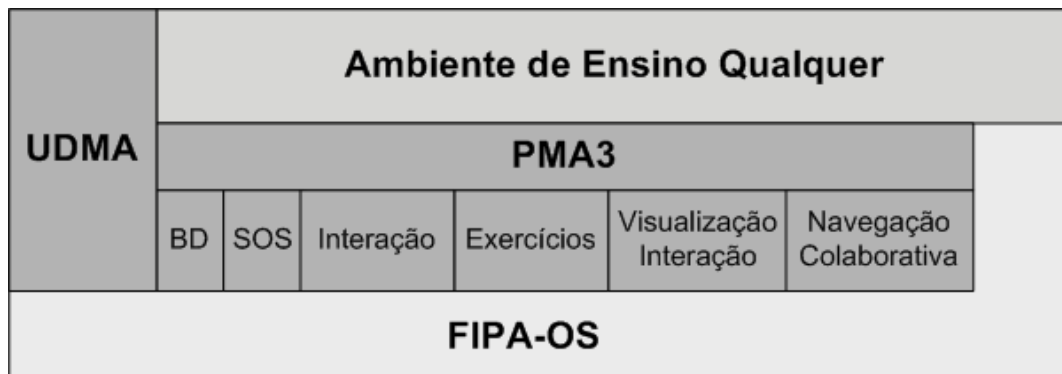 Ambiente de Ensino Qualquer
UDMA
PMA3
BD
SOS
Interação
Exercícios
Visualização
Interação
Navegação
Colaborativa
FIPA-OS